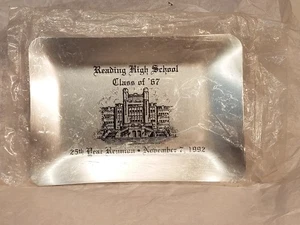 Reading High School
Class of '67
25th Year Reunion • November 7, 1992